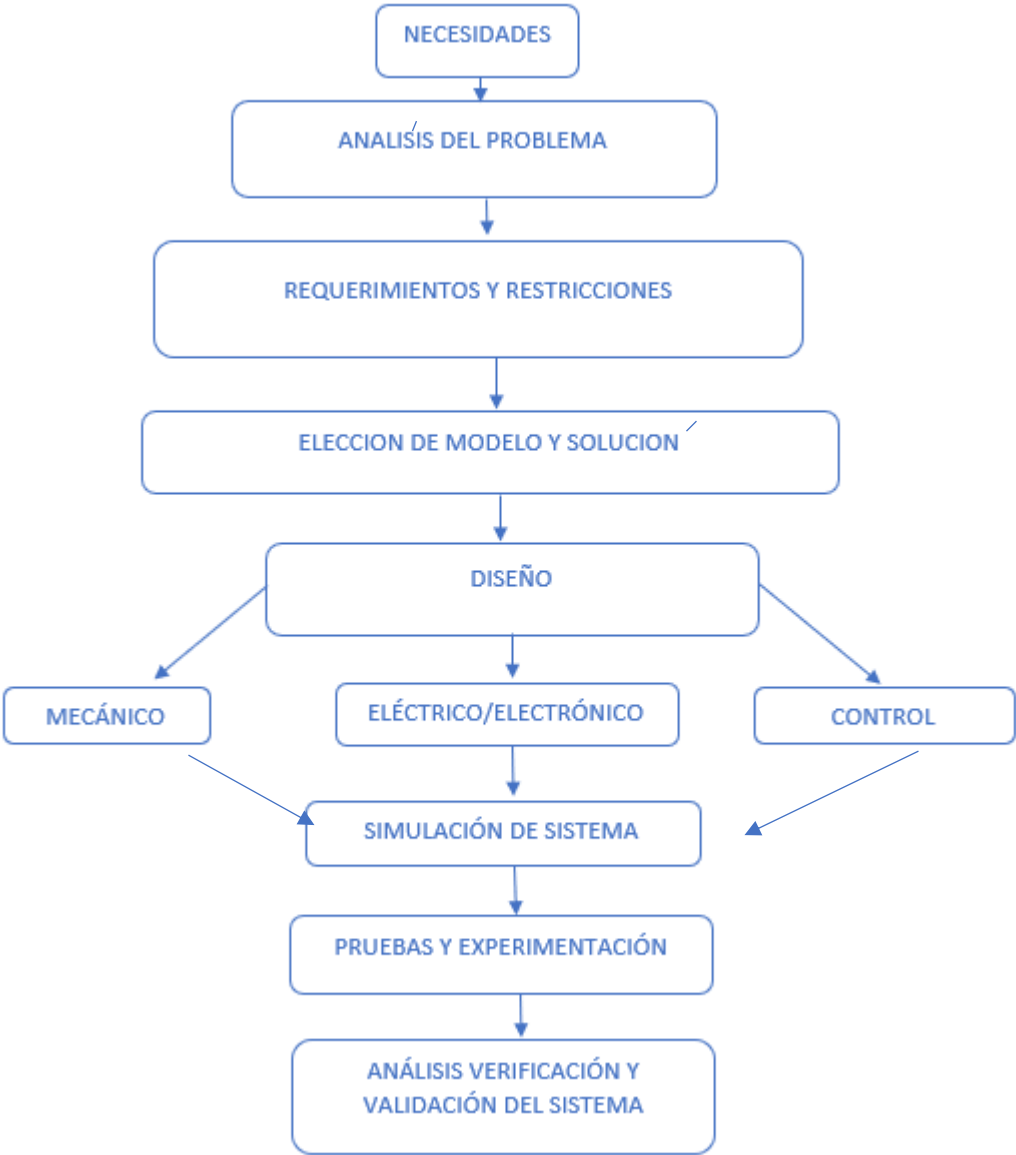 NECESIDADES
ANALISIS DEL PROBLEMA
REQUERIMIENTOS Y RESTRICCIONES
ELECCION DE MODELO Y SOLUCION
DISEÑO
MECÁNICO
ELÉCTRICO/ELECTRÓNICO
CONTROL
SIMULACIÓN DE SISTEMA
PRUEBAS Y EXPERIMENTACIÓN
ANÁLISIS VERIFICACIÓN Y
VALIDACIÓN DEL SISTEMA